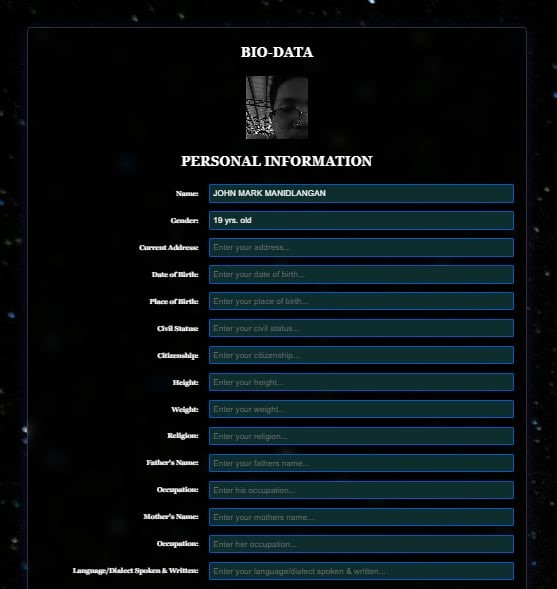 BIO-DATA
PERSONAL INFORMATION
Name: JOHN MARK MANIDLANGAN
Gender: 19 yrs. old
Current Address: Enter your address...
Date of Birth: Enter your date of birth...
Place of Birth: Enter your place of birth...
Civil Status: Enter your civil status...
Citizenship: Enter your citizenship...
Height: Enter your height...
Weight: Enter your weight...
Religion: Enter your religion...
Father's Name: Enter your fathers name...
Occupation: Enter his occupation...
Mother's Name: Enter your mothers name...
Occupation: Enter her occupation...
Language/Dialect Spoken & Written: Enter your language/dialect spoken & written...